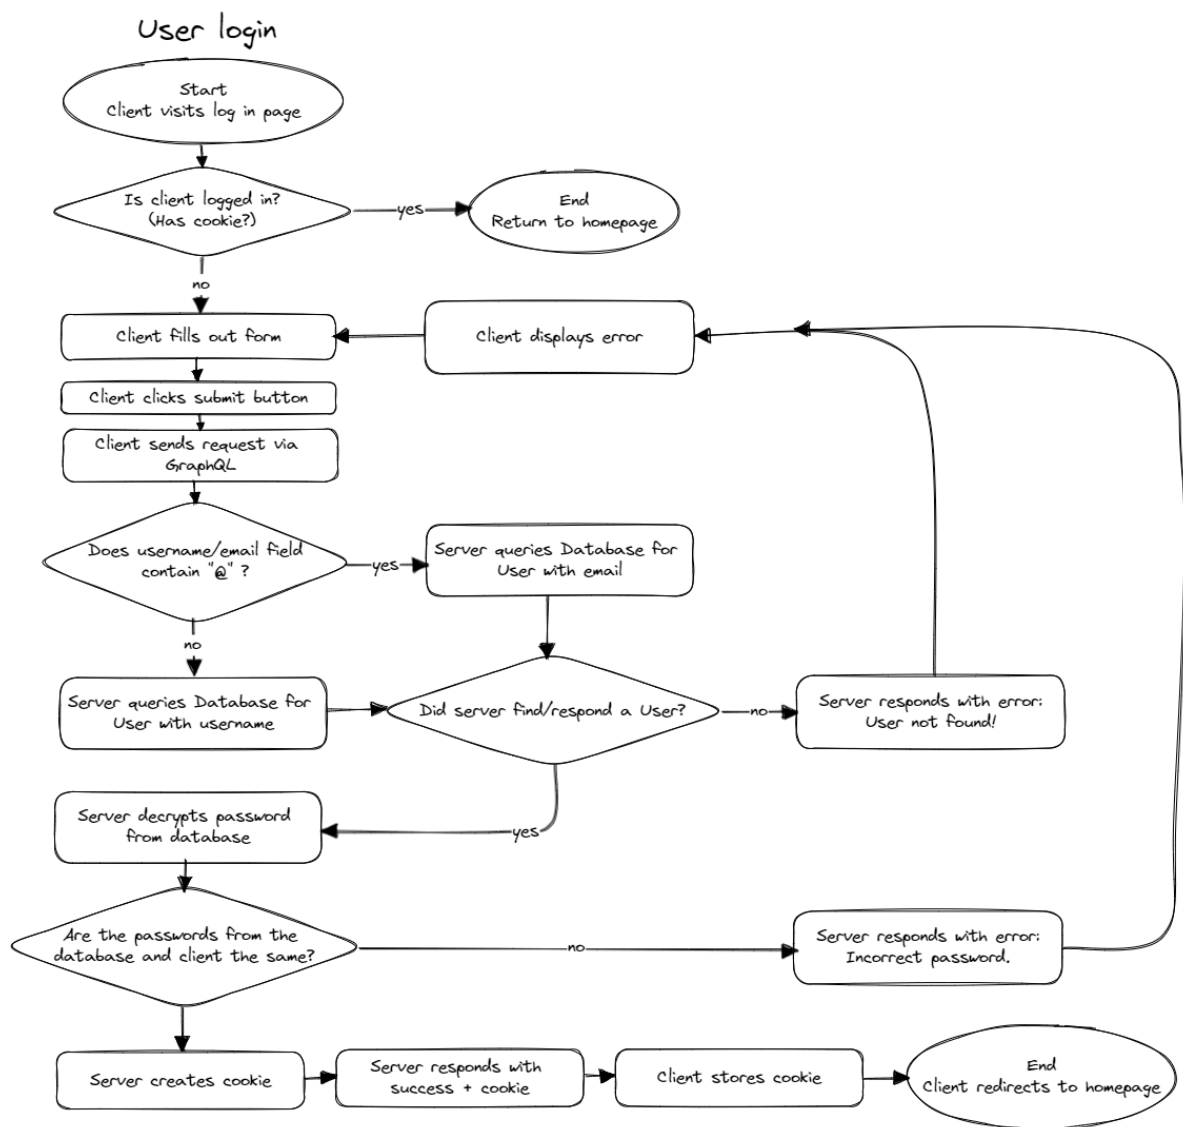 User login
Start
Client visits log in page
Is client logged in?
(Has cookie?)
yes
End
Return to homepage
no
Client fills out form
Client displays error
Client clicks submit button
Client sends request via
GraphQL
Does username/email field
contain "@" ?
yes
Server queries Database for
User with email
no
Server queries Database for
User with username
Did server find/respond a User?
no
Server responds with error:
User not found!
yes
Server decrypts password
from database
Are the passwords from the
database and client the same?
no
Server responds with error:
Incorrect password.
Server creates cookie
Server responds with
success + cookie
Client stores cookie
End
Client redirects to homepage